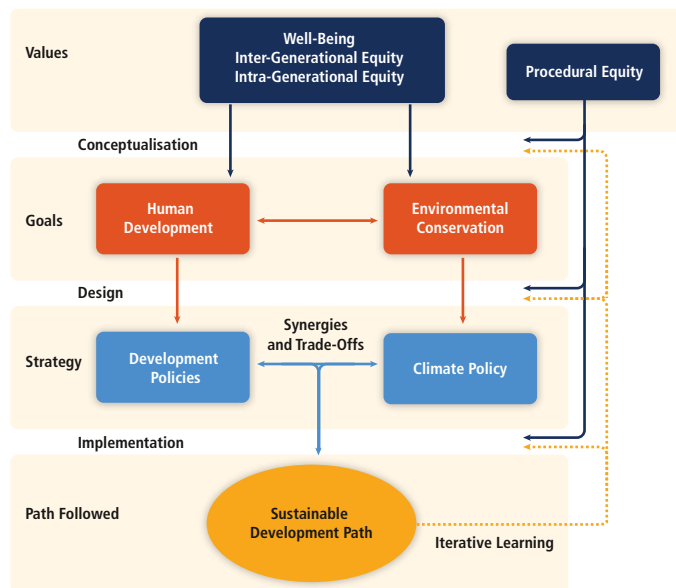 Values
Well-Being
Inter-Generational Equity
Intra-Generational Equity
Procedural Equity
Conceptualisation
Goals
Human
Development
Environmental
Conservation
Design
Strategy
Development
Policies
Synergies
and Trade-Offs
Climate Policy
Implementation
Path Followed
Sustainable
Development Path
Iterative Learning